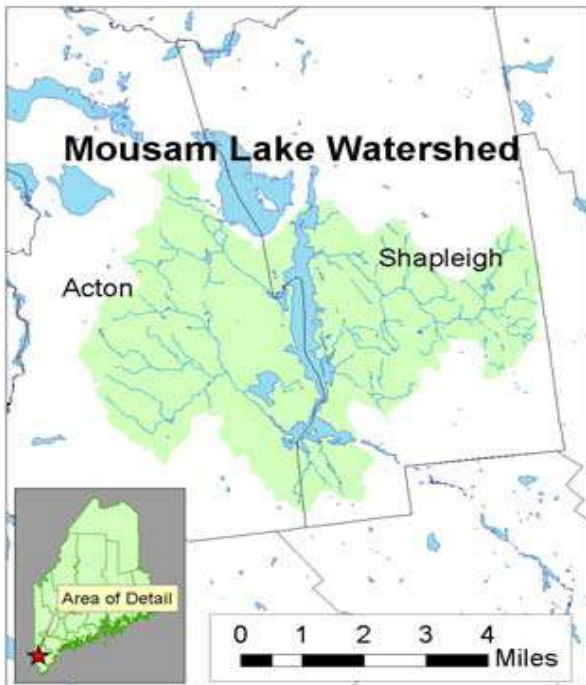 Mousam Lake Watershed
Shapleigh
Acton
Area of Detail
0 1 2 3 4
Miles